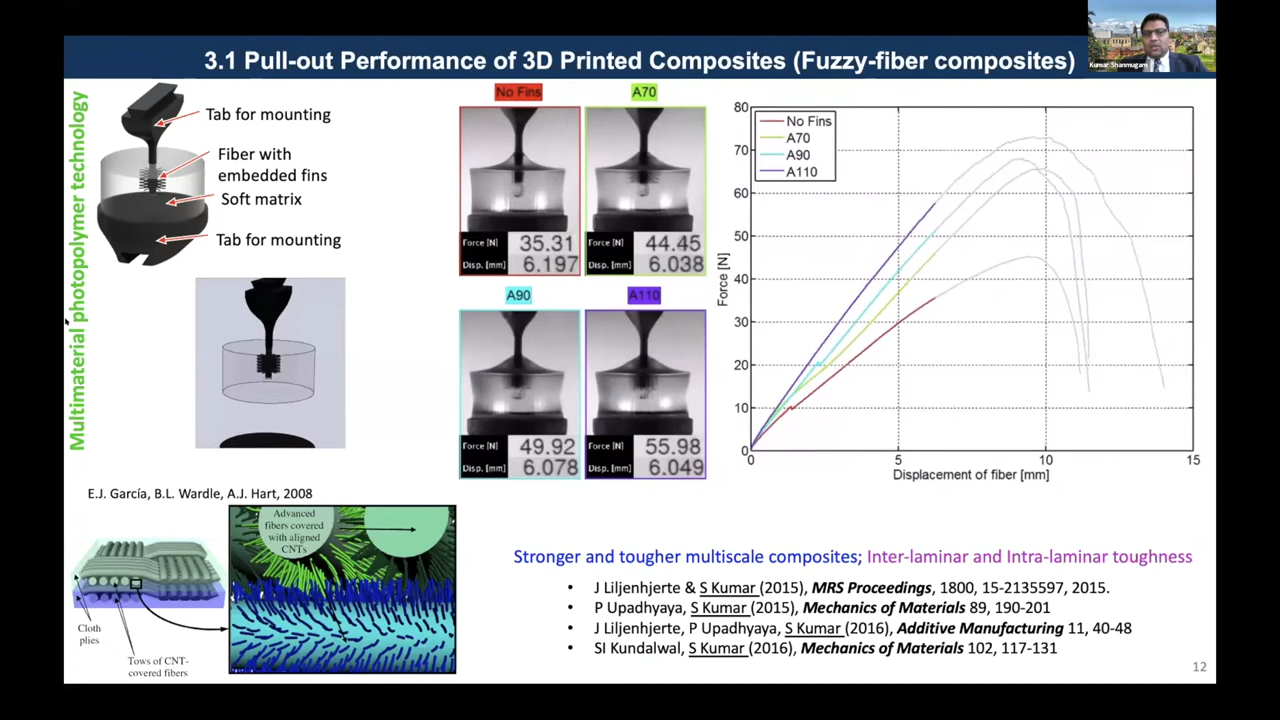 3.1 Pull-out Performance of 3D Printed Composites (Fuzzy-fiber composites)
Kumar Shanmugam
Multimaterial photopolymer technology
Tab for mounting
Fiber with
embedded fins
Soft matrix
Tab for mounting
No Fins
A70
Force [N] 35.31
Disp. [mm] 6.197
Force [N] 44.45
Disp. [mm] 6.038
A90
A110
Force [N] 49.92
Disp. [mm] 6.078
Force [N] 55.98
Disp. [mm] 6.049
80
70
60
50
40
30
20
10
0
0
5
10
15
Force [N]
Displacement of fiber [mm]
No Fins
A70
A90
A110
E.J. García, B.L. Wardle, A.J. Hart, 2008
Cloth
plies
Tows of CNT-
covered fibers
Advanced
fibers covered
with aligned
CNTs
Stronger and tougher multiscale composites; Inter-laminar and Intra-laminar toughness
• J Liljenhjerte & S Kumar (2015), MRS Proceedings, 1800, 15-2135597, 2015.
• P Upadhyaya, S Kumar (2015), Mechanics of Materials 89, 190-201
• J Liljenhjerte, P Upadhyaya, S Kumar (2016), Additive Manufacturing 11, 40-48
• SI Kundalwal, S Kumar (2016), Mechanics of Materials 102, 117-131
12